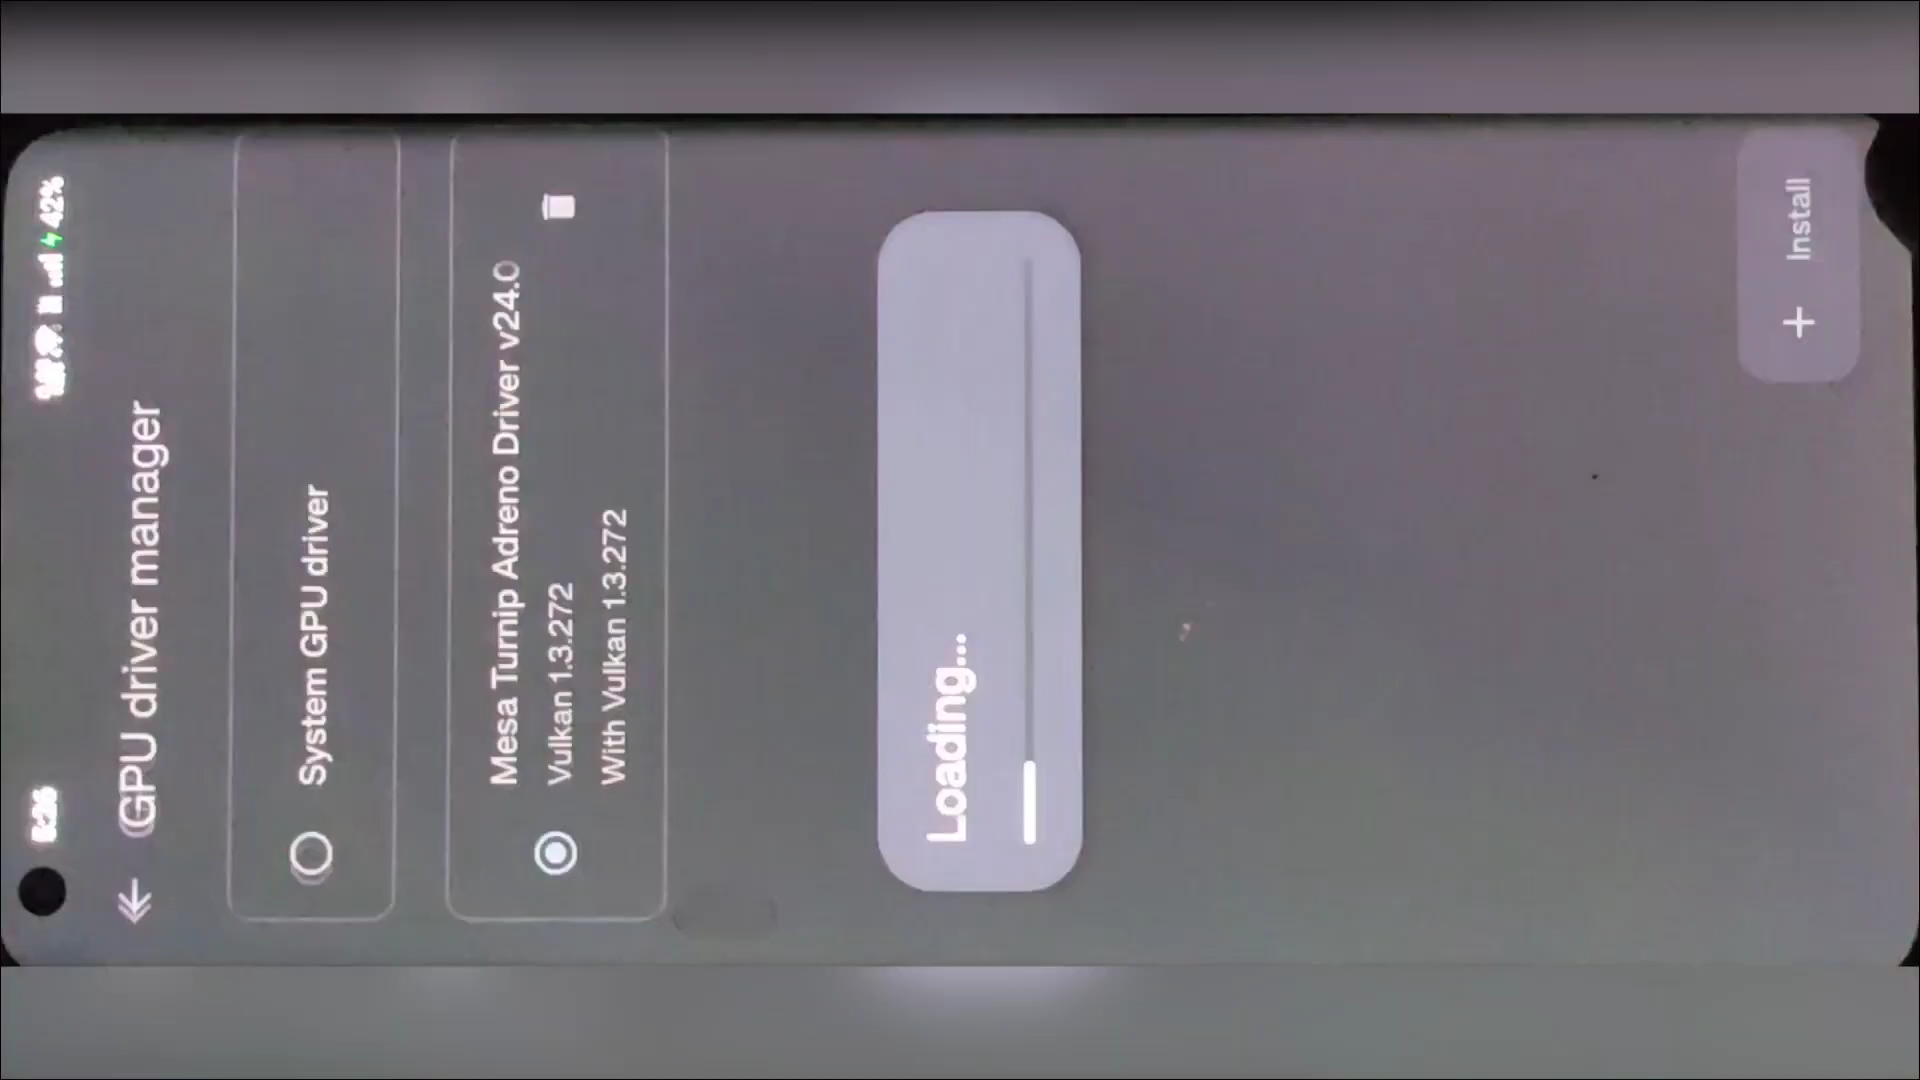 42%
GPU driver manager
System GPU driver
Mesa Turnip Adreno Driver v24.0
Vulkan 1.3.272
With Vulkan 1.3.272
Loading...
+ Install